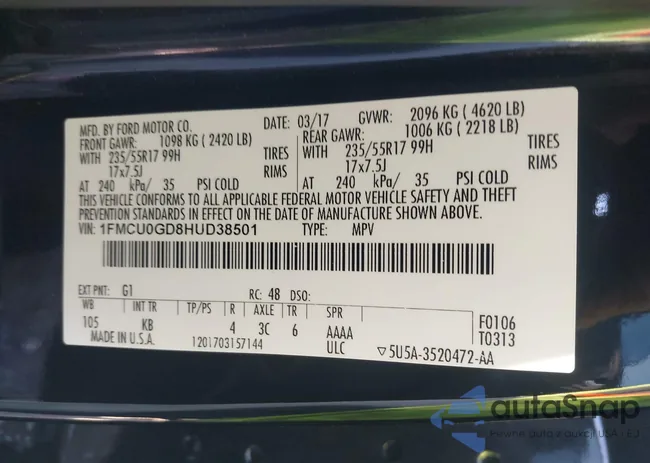 MFD. BY FORD MOTOR CO. DATE: 03/17 GVWR: 2096 KG ( 4620 LB)
FRONT GAWR: 1098 KG ( 2420 LB) REAR GAWR: 1006 KG ( 2218 LB)
WITH 235/55R17 99H TIRES WITH 235/55R17 99H TIRES
17x7.5J RIMS 17x7.5J RIMS
AT 240 kPa/ 35 PSI COLD AT 240 kPa/ 35 PSI COLD
THIS VEHICLE CONFORMS TO ALL APPLICABLE FEDERAL MOTOR VEHICLE SAFETY AND THEFT
PREVENTION STANDARDS IN EFFECT ON THE DATE OF MANUFACTURE SHOWN ABOVE.
VIN: 1FMCU0GD8HUD38501 TYPE: MPV
EXT PNT: G1 RC: 48 DSO:
WB INT TR TP/PS R AXLE TR SPR F0106
105 KB 4 3C 6 AAAA T0313
MADE IN U.S.A. 1201703157144 ULC ▽5U5A-3520472-AA
autoSnap
Pewne auta z aukcji USA - EU